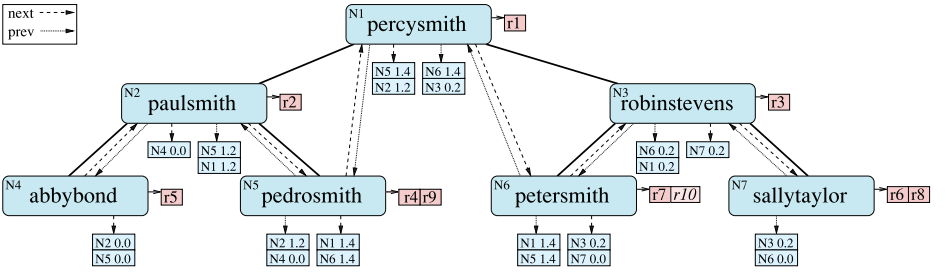 next
prev
N1
percysmith
r1
N5 1.4
N2 1.2
N6 1.4
N3 0.2
N2
paulsmith
r2
N4 0.0
N5 1.2
N1 1.2
N3
robinstevens
r3
N6 0.2
N1 0.2
N7 0.2
N4
abbybond
r5
N2 0.0
N5 0.0
N5
pedrosmith
r4 r9
N2 1.2
N4 0.0
N1 1.4
N6 1.4
N6
petersmith
r7 r10
N1 1.4
N5 1.4
N3 0.2
N7 0.0
N7
sallytaylor
r6 r8
N3 0.2
N6 0.0